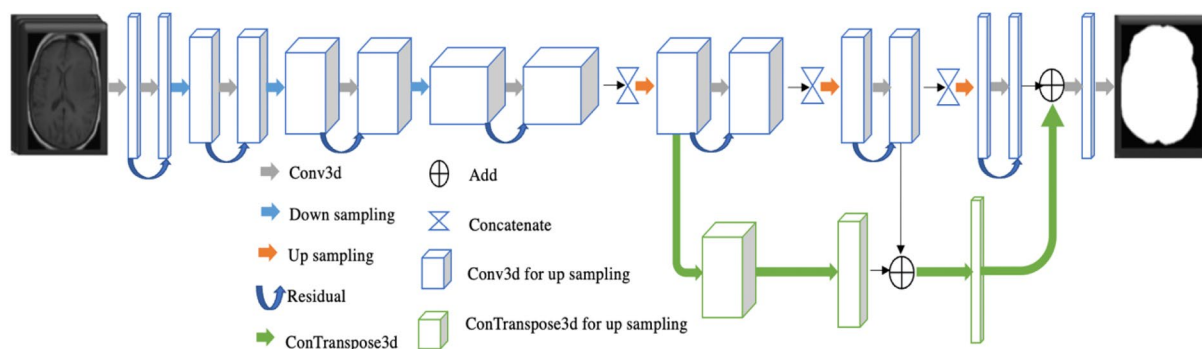 Conv3d
Down sampling
Up sampling
Residual
ConTranspose3d
Add
Concatenate
Conv3d for up sampling
ConTranspose3d for up sampling